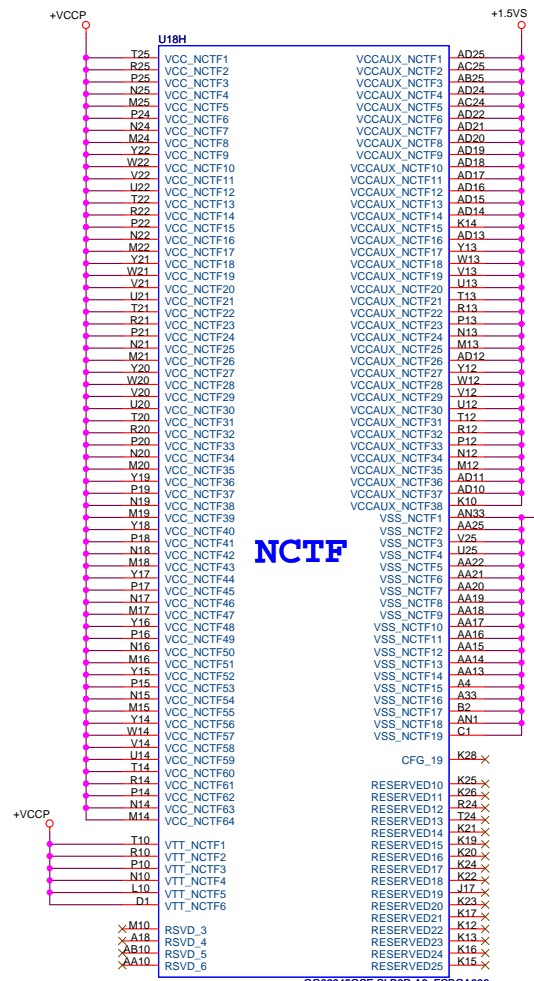 +VCCP +1.5VS
U18H
T25 VCC_NCTF1 VCCAUX_NCTF1 AD25
R25 VCC_NCTF2 VCCAUX_NCTF2 AC25
P25 VCC_NCTF3 VCCAUX_NCTF3 AB25
N25 VCC_NCTF4 VCCAUX_NCTF4 AD24
M25 VCC_NCTF5 VCCAUX_NCTF5 AC24
P24 VCC_NCTF6 VCCAUX_NCTF6 AD22
N24 VCC_NCTF7 VCCAUX_NCTF7 AD21
M24 VCC_NCTF8 VCCAUX_NCTF8 AD20
Y22 VCC_NCTF9 VCCAUX_NCTF9 AD19
W22 VCC_NCTF10 VCCAUX_NCTF10 AD18
V22 VCC_NCTF11 VCCAUX_NCTF11 AD17
U22 VCC_NCTF12 VCCAUX_NCTF12 AD16
T22 VCC_NCTF13 VCCAUX_NCTF13 AD15
R22 VCC_NCTF14 VCCAUX_NCTF14 AD14
P22 VCC_NCTF15 VCCAUX_NCTF15 K14
N22 VCC_NCTF16 VCCAUX_NCTF16 AD13
M22 VCC_NCTF17 VCCAUX_NCTF17 Y13
Y21 VCC_NCTF18 VCCAUX_NCTF18 W13
W21 VCC_NCTF19 VCCAUX_NCTF19 V13
V21 VCC_NCTF20 VCCAUX_NCTF20 U13
U21 VCC_NCTF21 VCCAUX_NCTF21 T13
T21 VCC_NCTF22 VCCAUX_NCTF22 R13
R21 VCC_NCTF23 VCCAUX_NCTF23 P13
P21 VCC_NCTF24 VCCAUX_NCTF24 N13
N21 VCC_NCTF25 VCCAUX_NCTF25 M13
M21 VCC_NCTF26 VCCAUX_NCTF26 AD12
Y20 VCC_NCTF27 VCCAUX_NCTF27 Y12
W20 VCC_NCTF28 VCCAUX_NCTF28 W12
V20 VCC_NCTF29 VCCAUX_NCTF29 V12
U20 VCC_NCTF30 VCCAUX_NCTF30 U12
T20 VCC_NCTF31 VCCAUX_NCTF31 T12
R20 VCC_NCTF32 VCCAUX_NCTF32 R12
P20 VCC_NCTF33 VCCAUX_NCTF33 P12
N20 VCC_NCTF34 VCCAUX_NCTF34 N12
M20 VCC_NCTF35 VCCAUX_NCTF35 M12
Y19 VCC_NCTF36 VCCAUX_NCTF36 AD11
P19 VCC_NCTF37 VCCAUX_NCTF37 AD10
N19 VCC_NCTF38 VCCAUX_NCTF38 K10
M19 VCC_NCTF39 VSS_NCTF1 AN33
Y18 VCC_NCTF40 VSS_NCTF2 AA25
P18 VCC_NCTF41 VSS_NCTF3 V25
N18 VCC_NCTF42 VSS_NCTF4 U25
NCTF
M18 VCC_NCTF43 VSS_NCTF5 AA22
Y17 VCC_NCTF44 VSS_NCTF6 AA21
P17 VCC_NCTF45 VSS_NCTF7 AA20
N17 VCC_NCTF46 VSS_NCTF8 AA19
M17 VCC_NCTF47 VSS_NCTF9 AA18
Y16 VCC_NCTF48 VSS_NCTF10 AA17
P16 VCC_NCTF49 VSS_NCTF11 AA16
N16 VCC_NCTF50 VSS_NCTF12 AA15
M16 VCC_NCTF51 VSS_NCTF13 AA14
Y15 VCC_NCTF52 VSS_NCTF14 AA13
P15 VCC_NCTF53 VSS_NCTF15 A4
N15 VCC_NCTF54 VSS_NCTF16 A33
M15 VCC_NCTF55 VSS_NCTF17 B2
Y14 VCC_NCTF56 VSS_NCTF18 AN1
W14 VCC_NCTF57 VSS_NCTF19 C1
V14 VCC_NCTF58
U14 VCC_NCTF59 CFG_19 K28
T14 VCC_NCTF60
R14 VCC_NCTF61 RESERVED10 K25
P14 VCC_NCTF62 RESERVED11 K26
N14 VCC_NCTF63 RESERVED12 R24
M14 VCC_NCTF64 RESERVED13 T24
+VCCP RESERVED14 K21
T10 VTT_NCTF1 RESERVED15 K19
R10 VTT_NCTF2 RESERVED16 K20
P10 VTT_NCTF3 RESERVED17 K24
N10 VTT_NCTF4 RESERVED18 K22
L10 VTT_NCTF5 RESERVED19 J17
D1 VTT_NCTF6 RESERVED20 K23
RESERVED21 K17
M10 RSVD_3 RESERVED22 K12
A18 RSVD_4 RESERVED23 K13
AB10 RSVD_5 RESERVED24 K16
AA10 RSVD_6 RESERVED25 K15